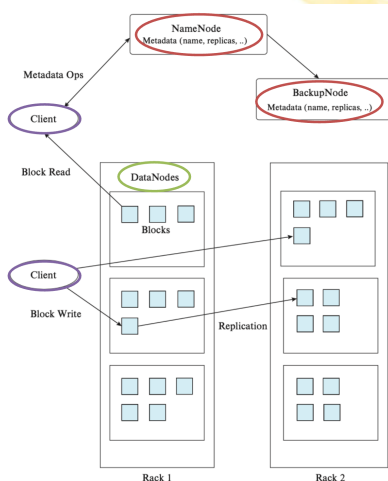 NameNode
Metadata (name, replicas, ..)
BackupNode
Metadata (name, replicas, ..)
Metadata Ops
Client
Block Read
DataNodes
Blocks
Client
Block Write
Replication
Rack 1
Rack 2